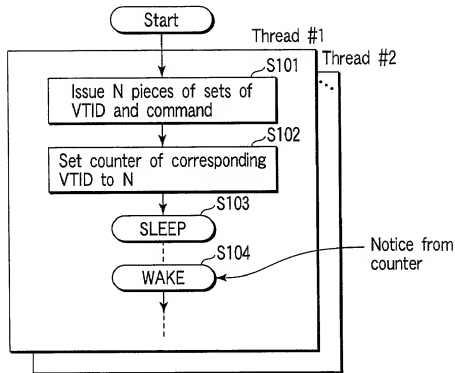 Start
Thread #1
Thread #2
S101
Issue N pieces of sets of
VTID and command
S102
Set counter of corresponding
VTID to N
S103
SLEEP
S104
WAKE
Notice from
counter